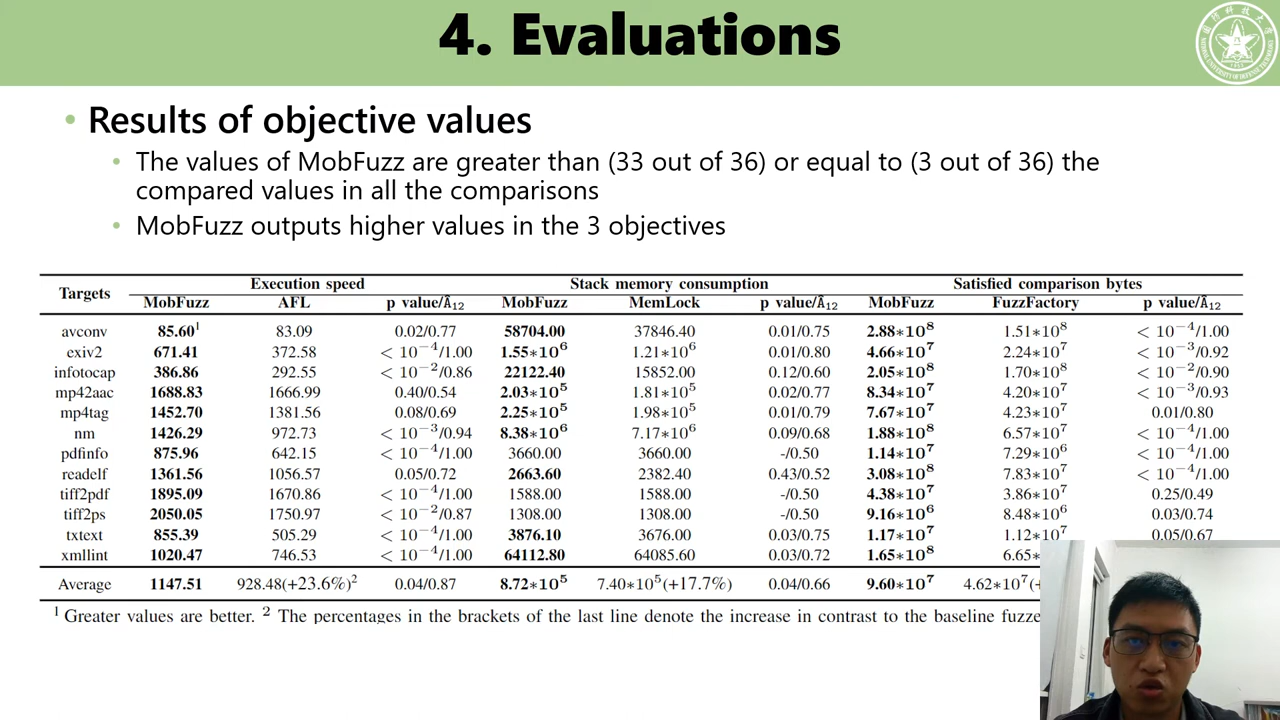 4. Evaluations
• Results of objective values
• The values of MobFuzz are greater than (33 out of 36) or equal to (3 out of 36) the
compared values in all the comparisons
• MobFuzz outputs higher values in the 3 objectives
Targets Execution speed Stack memory consumption Satisfied comparison bytes
MobFuzz AFL p value/Â₁₂ MobFuzz MemLock p value/Â₁₂ MobFuzz FuzzFactory p value/Â₁₂
avconv 85.60¹ 83.09 0.02/0.77 58704.00 37846.40 0.01/0.75 2.88*10⁸ 1.51*10⁸ < 10⁻⁴/1.00
exiv2 671.41 372.58 < 10⁻⁴/1.00 1.55*10⁶ 1.21*10⁶ 0.01/0.80 4.66*10⁷ 2.24*10⁷ < 10⁻³/0.92
infotocap 386.86 292.55 < 10⁻²/0.86 22122.40 15852.00 0.12/0.60 2.05*10⁸ 1.70*10⁸ < 10⁻²/0.90
mp42aac 1688.83 1666.99 0.40/0.54 2.03*10⁵ 1.81*10⁵ 0.02/0.77 8.34*10⁷ 4.20*10⁷ < 10⁻³/0.93
mp4tag 1452.70 1381.56 0.08/0.69 2.25*10⁵ 1.98*10⁵ 0.01/0.79 7.67*10⁷ 4.23*10⁷ 0.01/0.80
nm 1426.29 972.73 < 10⁻³/0.94 8.38*10⁶ 7.17*10⁶ 0.09/0.68 1.88*10⁸ 6.57*10⁷ < 10⁻⁴/1.00
pdfinfo 875.96 642.15 < 10⁻⁴/1.00 3660.00 3660.00 -/0.50 1.14*10⁷ 7.29*10⁶ < 10⁻⁴/1.00
readelf 1361.56 1056.57 0.05/0.72 2663.60 2382.40 0.43/0.52 3.08*10⁸ 7.83*10⁷ < 10⁻⁴/1.00
tiff2pdf 1895.09 1670.86 < 10⁻⁴/1.00 1588.00 1588.00 -/0.50 4.38*10⁷ 3.86*10⁷ 0.25/0.49
tiff2ps 2050.05 1750.97 < 10⁻²/0.87 1308.00 1308.00 -/0.50 9.16*10⁶ 8.48*10⁶ 0.03/0.74
txtext 855.39 505.29 < 10⁻⁴/1.00 3876.10 3676.00 0.03/0.75 1.17*10⁷ 1.12*10⁷ 0.05/0.67
xmllint 1020.47 746.53 < 10⁻⁴/1.00 64112.80 64085.60 0.03/0.72 1.65*10⁸ 6.65*
Average 1147.51 928.48(+23.6%)² 0.04/0.87 8.72*10⁵ 7.40*10⁵(+17.7%) 0.04/0.66 9.60*10⁷ 4.62*10⁷(+
¹ Greater values are better. ² The percentages in the brackets of the last line denote the increase in contrast to the baseline